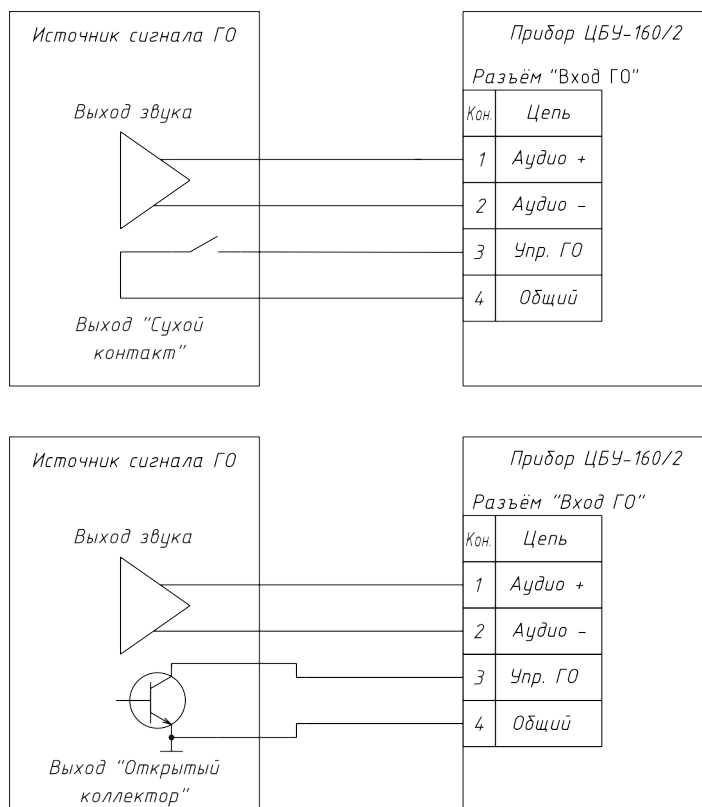 Источник сигнала ГО
Прибор ЦБУ-160/2
Разъём "Вход ГО"
Выход звука
Кон. Цепь
1 Аудио +
2 Аудио -
3 Упр. ГО
4 Общий
Выход "Сухой
контакт"
Источник сигнала ГО
Прибор ЦБУ-160/2
Разъём "Вход ГО"
Выход звука
Кон. Цепь
1 Аудио +
2 Аудио -
3 Упр. ГО
4 Общий
Выход "Открытый
коллектор"